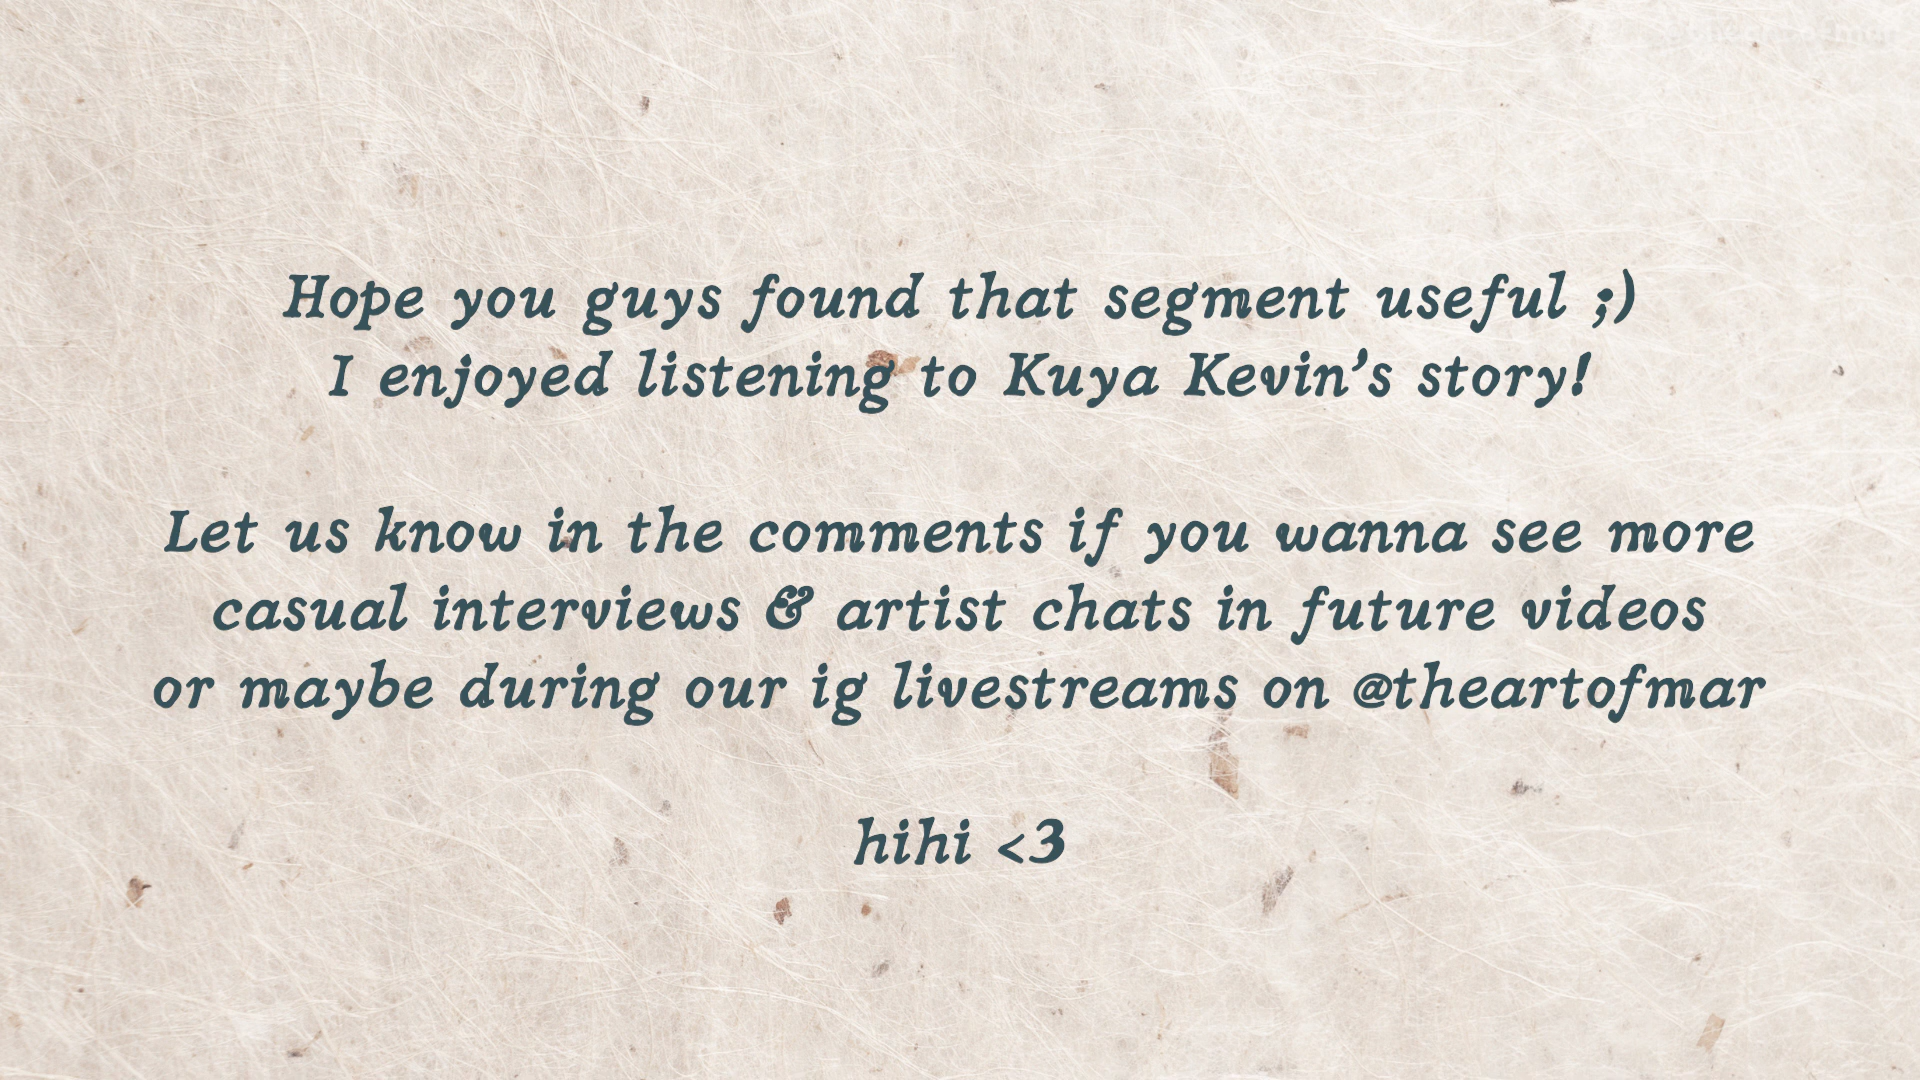 Hope you guys found that segment useful ;)
I enjoyed listening to Kuya Kevin's story!
Let us know in the comments if you wanna see more
casual interviews & artist chats in future videos
or maybe during our ig livestreams on @theartofmar
hihi <3